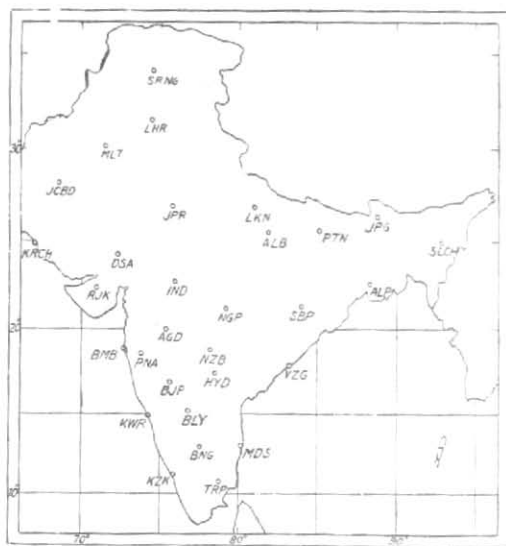 SRNG
LHR
30°
MLT
JCBD
JPR
LKN
JPG
ALB
PTN
KRCH
SLCH
DSA
RJK
IND
ALP
NGP
SBP
20°
AGD
BMB
PNA
NZB
VZG
HYD
BJP
KWR
BLY
BNG
MDS
KZK
TRP
10°
70°
80°
90°